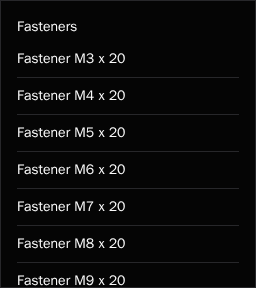 Fasteners
Fastener M3 x 20
Fastener M4 x 20
Fastener M5 x 20
Fastener M6 x 20
Fastener M7 x 20
Fastener M8 x 20
Fastener M9 x 20